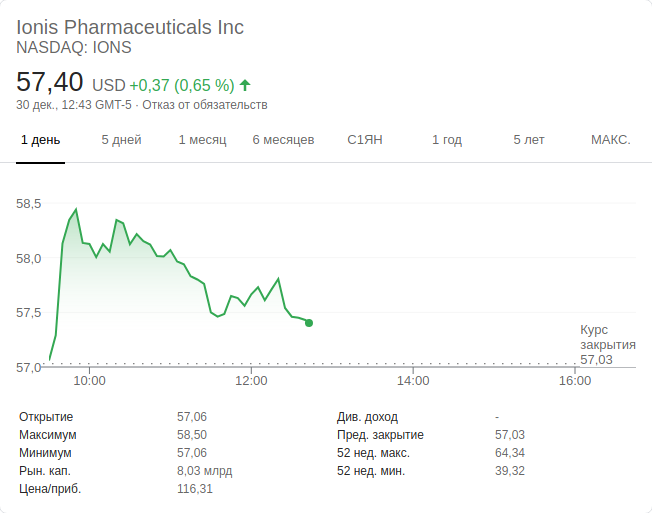 Ionis Pharmaceuticals Inc
NASDAQ: IONS
57,40 USD +0,37 (0,65 %)
30 дек., 12:43 GMT-5 · Отказ от обязательств
1 день 5 дней 1 месяц 6 месяцев С1ЯН 1 год 5 лет МАКС.
58,5
58,0
57,5
57,0
Курс
закрытия
57,03
10:00 12:00 14:00 16:00
Открытие 57,06 Див. доход -
Максимум 58,50 Пред. закрытие 57,03
Минимум 57,06 52 нед. макс. 64,34
Рын. кап. 8,03 млрд 52 нед. мин. 39,32
Цена/приб. 116,31